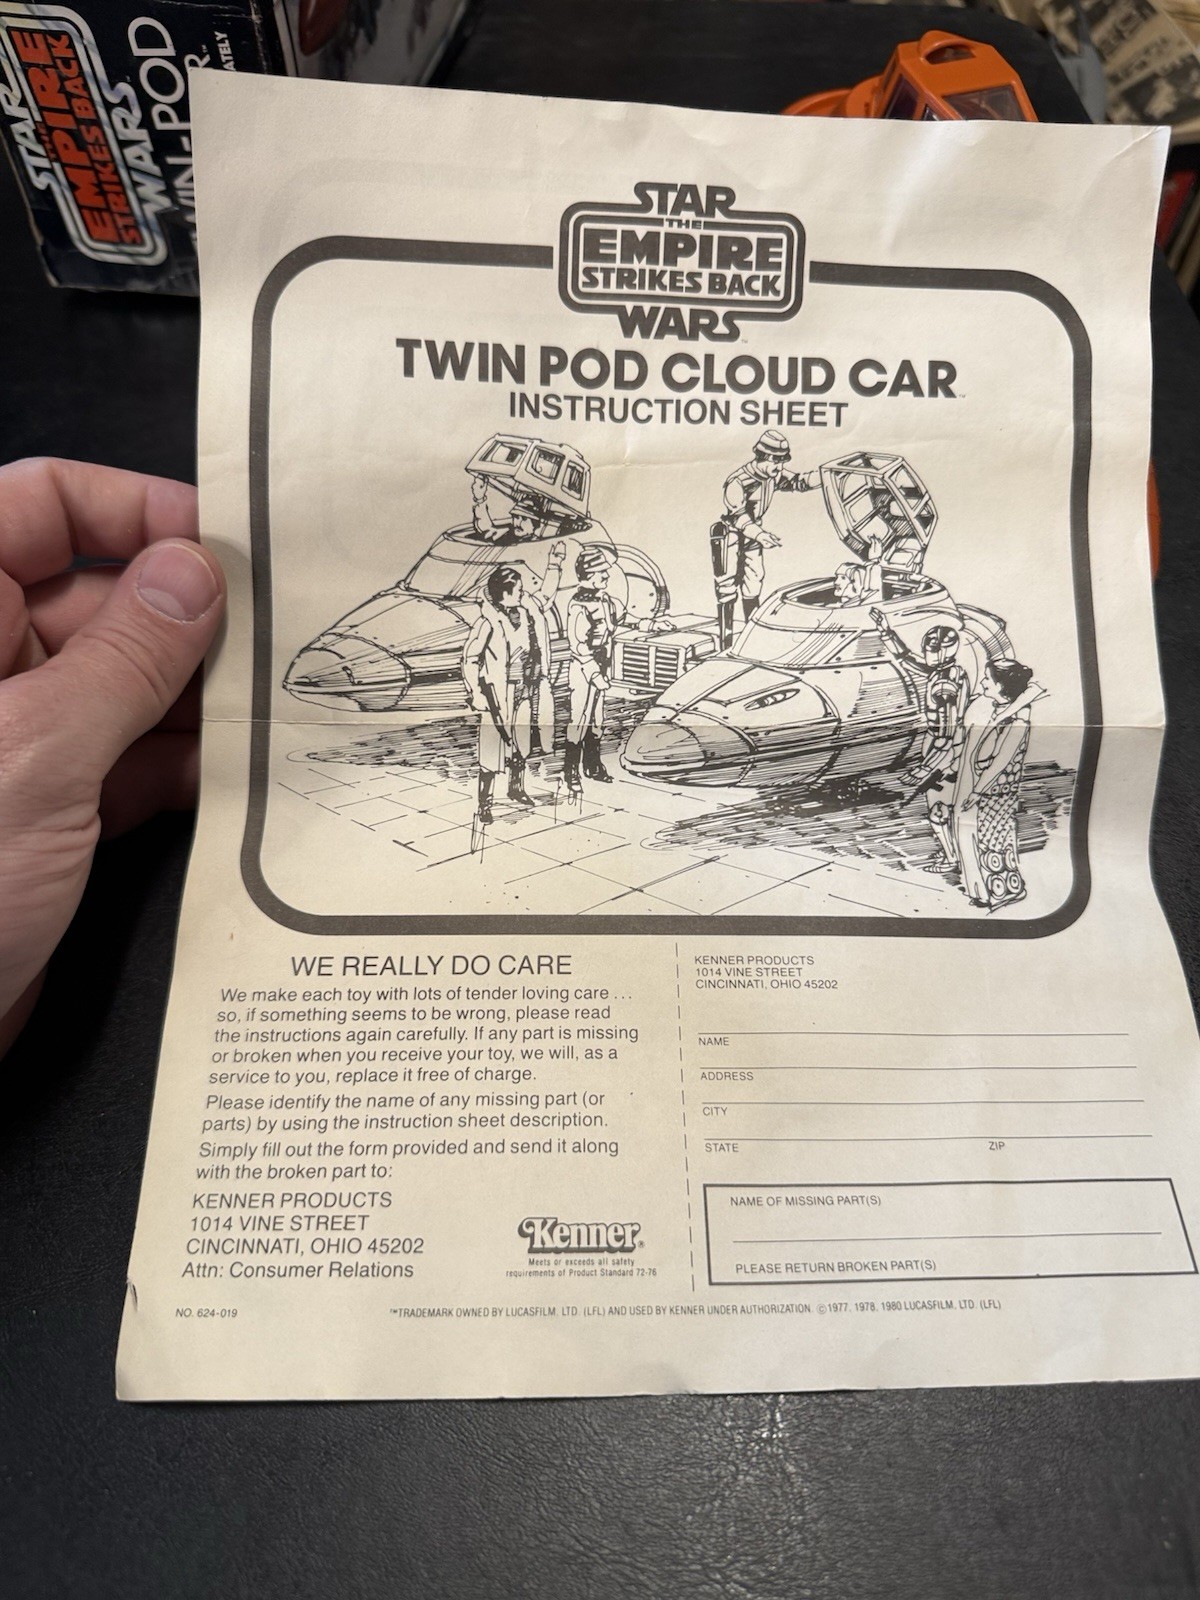 STAR
THE
EMPIRE
STRIKES BACK
WARS
WIN-POD
R™
ATELY
STAR
THE
EMPIRE
STRIKES BACK
WARS™
TWIN POD CLOUD CAR™
INSTRUCTION SHEET
WE REALLY DO CARE
We make each toy with lots of tender loving care ...
so, if something seems to be wrong, please read
the instructions again carefully. If any part is missing
or broken when you receive your toy, we will, as a
service to you, replace it free of charge.
Please identify the name of any missing part (or
parts) by using the instruction sheet description.
Simply fill out the form provided and send it along
with the broken part to:
KENNER PRODUCTS
1014 VINE STREET
CINCINNATI, OHIO 45202
Attn: Consumer Relations
Kenner®
Meets or exceeds all safety
requirements of Product Standard 72-76
KENNER PRODUCTS
1014 VINE STREET
CINCINNATI, OHIO 45202
NAME
ADDRESS
CITY
STATE ZIP
NAME OF MISSING PART(S)
PLEASE RETURN BROKEN PART(S)
NO. 624-019
™TRADEMARK OWNED BY LUCASFILM, LTD. (LFL) AND USED BY KENNER UNDER AUTHORIZATION. ©1977, 1978, 1980 LUCASFILM, LTD. (LFL)